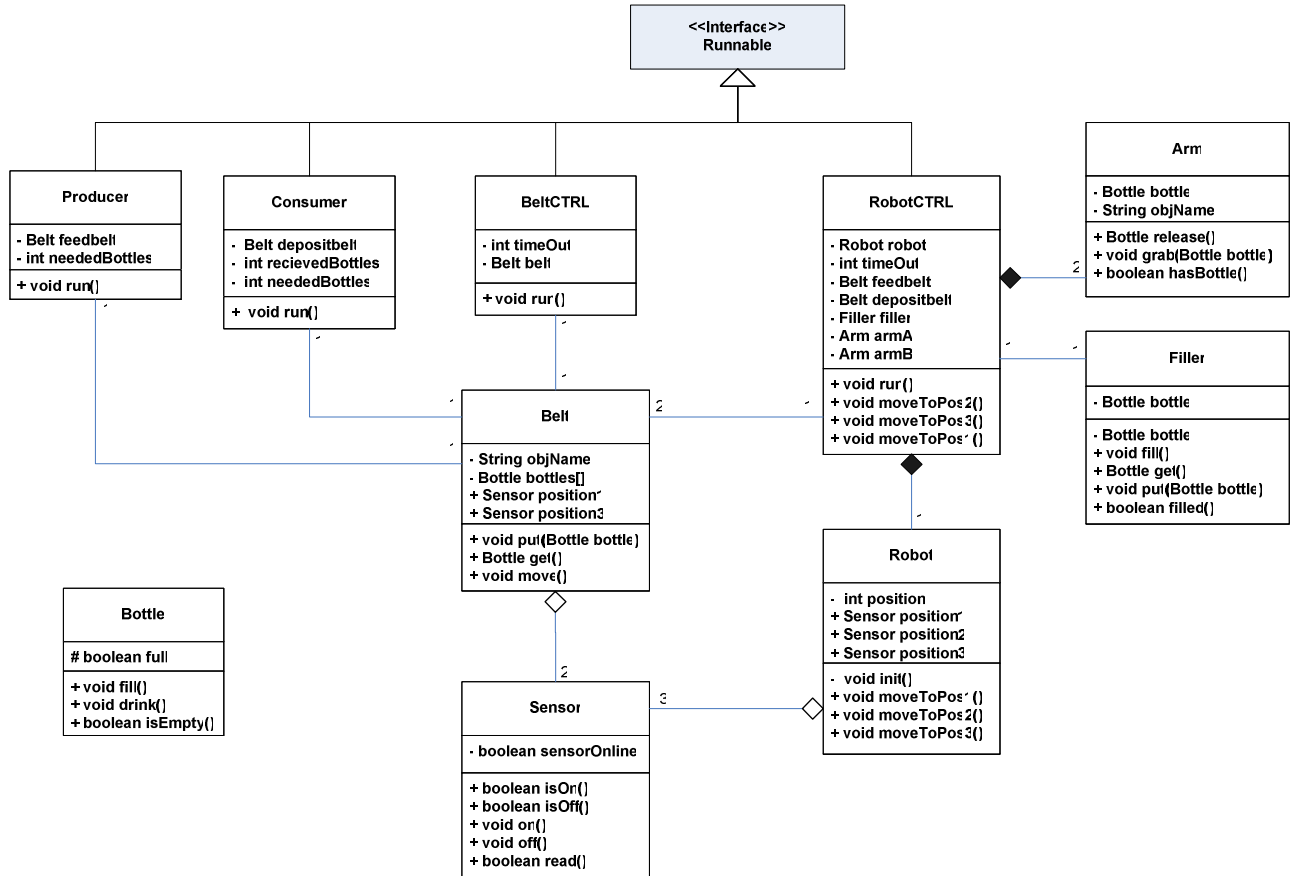 <<Interface>>
Runnable
Producer
- Belt feedbelt
- int neededBottles
+ void run()
Consumer
- Belt depositbelt
- int recievedBottles
- int neededBottles
+ void run()
BeltCTRL
- int timeOut
- Belt belt
+ void run()
RobotCTRL
- Robot robot
- int timeOut
- Belt feedbelt
- Belt depositbelt
- Filler filler
- Arm armA
- Arm armB
+ void run()
+ void moveToPos2()
+ void moveToPos3()
+ void moveToPos1()
Arm
- Bottle bottle
- String objName
+ Bottle release()
+ void grab(Bottle bottle)
+ boolean hasBottle()
2
Filler
- Bottle bottle
- Bottle bottle
+ void fill()
+ Bottle get()
+ void put(Bottle bottle)
+ boolean filled()
1
1
1
1
1
1
1
1
2
1
Belt
- String objName
- Bottle bottles[]
+ Sensor position1
+ Sensor position3
+ void put(Bottle bottle)
+ Bottle get()
+ void move()
1
Robot
- int position
+ Sensor position1
+ Sensor position2
+ Sensor position3
- void init()
+ void moveToPos1()
+ void moveToPos2()
+ void moveToPos3()
Bottle
# boolean full
+ void fill()
+ void drink()
+ boolean isEmpty()
2
3
Sensor
- boolean sensorOnline
+ boolean isOn()
+ boolean isOff()
+ void on()
+ void off()
+ boolean read()